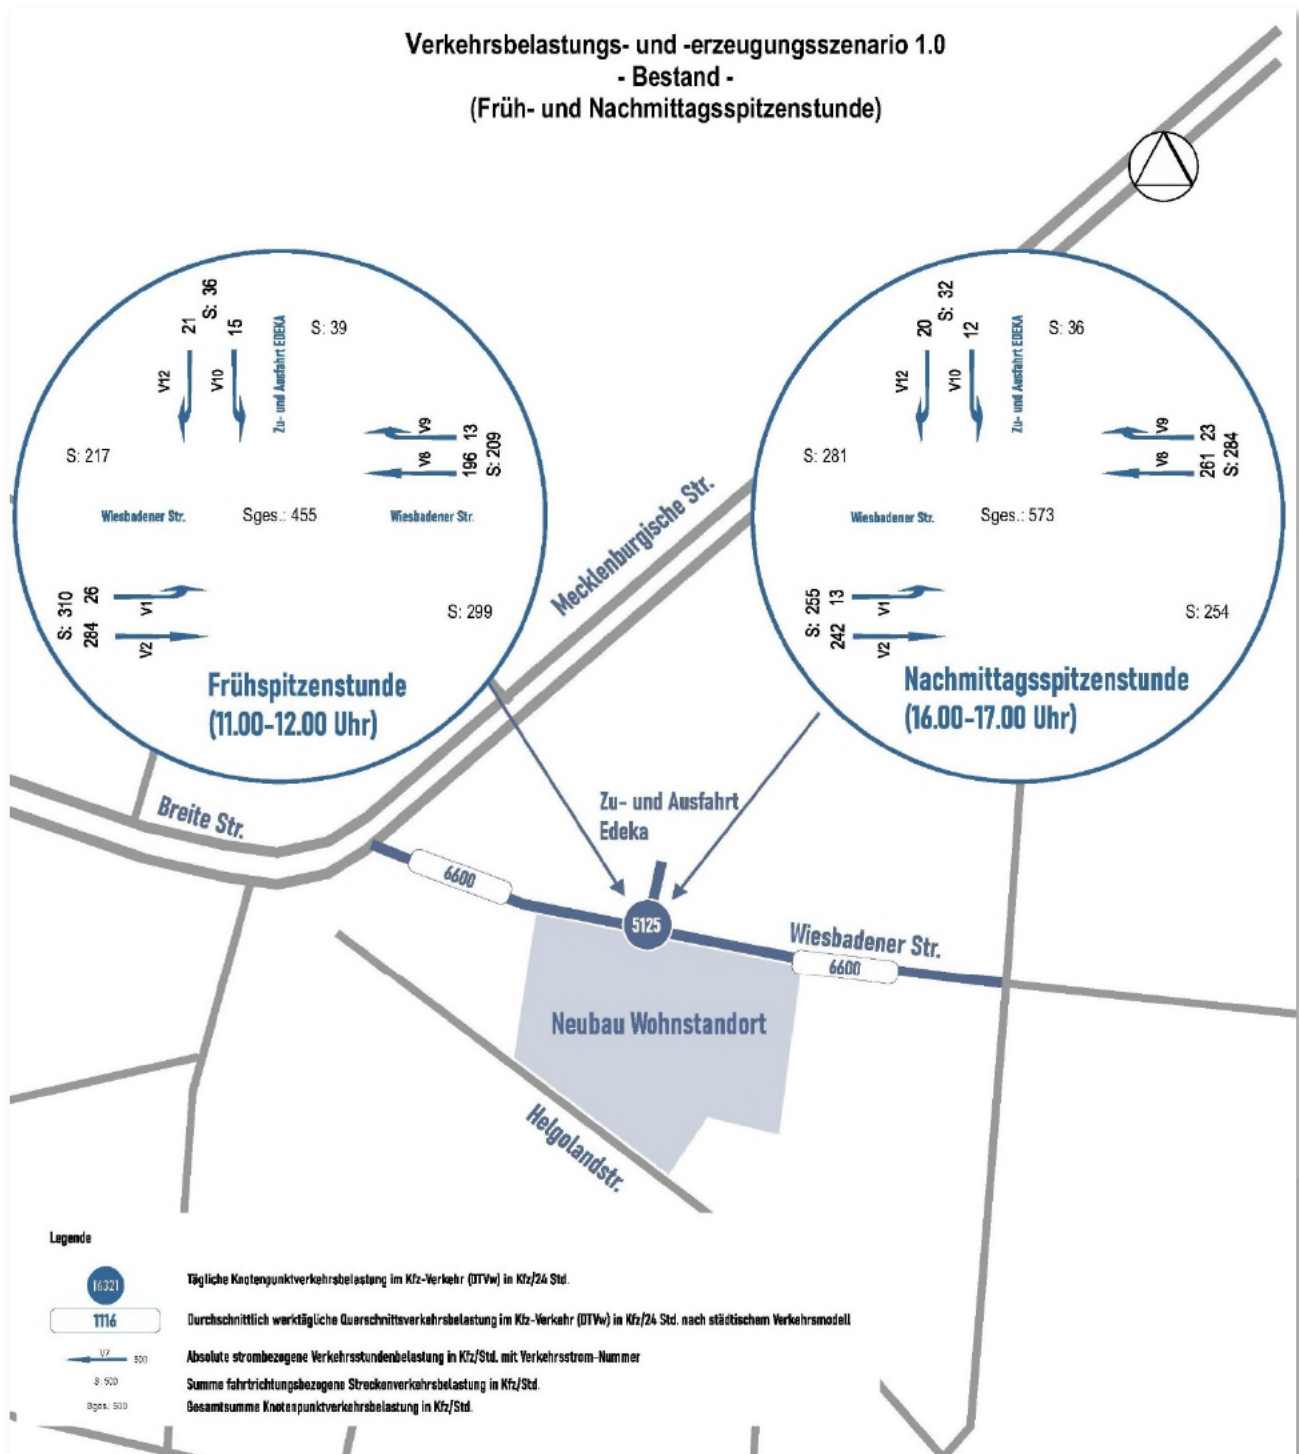 Verkehrsbelastungs- und -erzeugungsszenario 1.0
- Bestand -
(Früh- und Nachmittagsspitzenstunde)
S: 36
21
15
V12
V10
Zu- und Ausfahrt EDEKA
S: 39
V9
13
V8
196
S: 209
S: 217
Wiesbadener Str.
Sges.: 455
Wiesbadener Str.
S: 310
26
284
V1
V2
S: 299
Frühspitzenstunde
(11.00-12.00 Uhr)
S: 32
20
12
V12
V10
Zu- und Ausfahrt EDEKA
S: 36
V9
23
V8
261
S: 284
S: 281
Wiesbadener Str.
Sges.: 573
S: 255
13
242
V1
V2
S: 254
Nachmittagsspitzenstunde
(16.00-17.00 Uhr)
Mecklenburgische Str.
Breite Str.
Zu- und Ausfahrt
Edeka
6600
5125
Wiesbadener Str.
6600
Neubau Wohnstandort
Helgolandstr.
Legende
16321
Tägliche Knotenpunktverkehrsbelastung im Kfz-Verkehr (DTVw) in Kfz/24 Std.
1116
Durchschnittlich werktägliche Querschnittsverkehrsbelastung im Kfz-Verkehr (DTVw) in Kfz/24 Std. nach städtischem Verkehrsmodell
V7
500
Absolute strombezogene Verkehrsstundenbelastung in Kfz/Std. mit Verkehrsstrom-Nummer
S: 500
Summe fahrtrichtungsbezogene Streckenverkehrsbelastung in Kfz/Std.
Sges.: 500
Gesamtsumme Knotenpunktverkehrsbelastung in Kfz/Std.